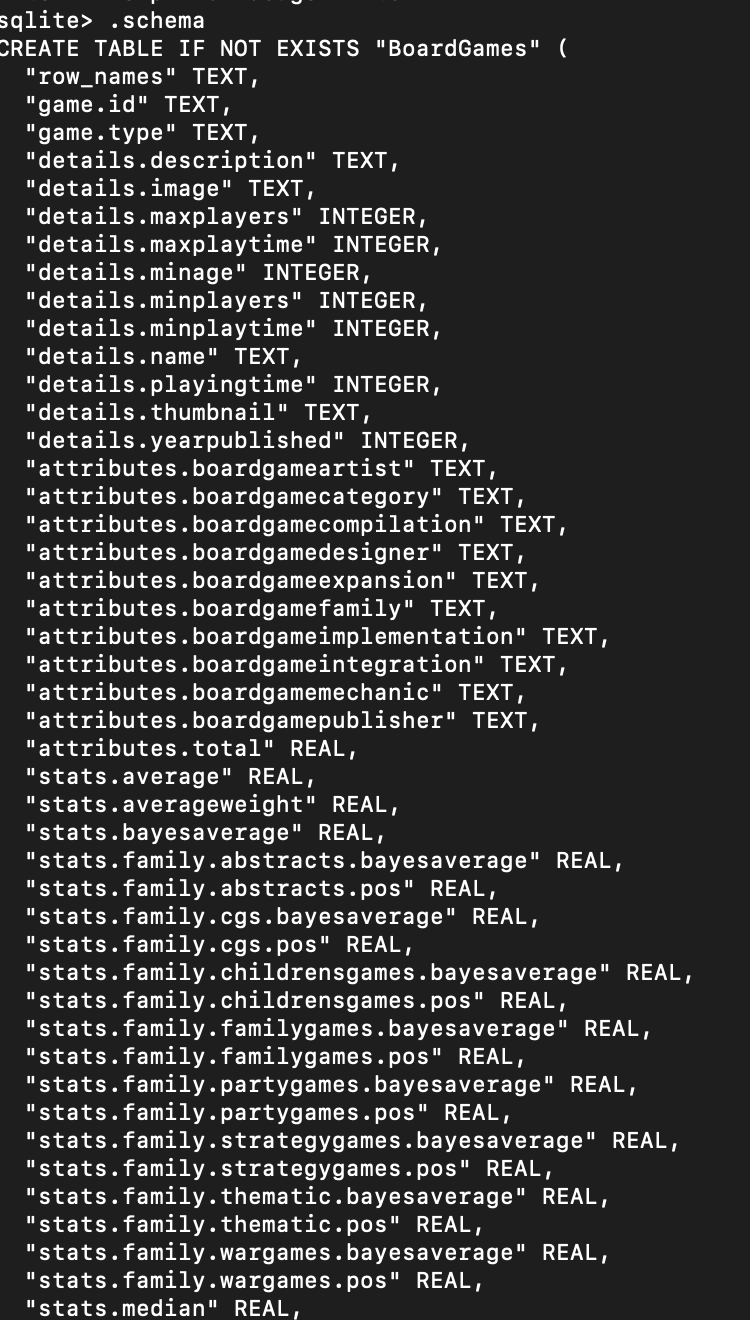 sqlite> .schema
CREATE TABLE IF NOT EXISTS "BoardGames" (
"row_names" TEXT,
"game.id" TEXT,
"game.type" TEXT,
"details.description" TEXT,
"details.image" TEXT,
"details.maxplayers" INTEGER,
"details.maxplaytime" INTEGER,
"details.minage" INTEGER,
"details.minplayers" INTEGER,
"details.minplaytime" INTEGER,
"details.name" TEXT,
"details.playingtime" INTEGER,
"details.thumbnail" TEXT,
"details.yearpublished" INTEGER,
"attributes.boardgameartist" TEXT,
"attributes.boardgamecategory" TEXT,
"attributes.boardgamecompilation" TEXT,
"attributes.boardgamedesigner" TEXT,
"attributes.boardgameexpansion" TEXT,
"attributes.boardgamefamily" TEXT,
"attributes.boardgameimplementation" TEXT,
"attributes.boardgameintegration" TEXT,
"attributes.boardgamemechanic" TEXT,
"attributes.boardgamepublisher" TEXT,
"attributes.total" REAL,
"stats.average" REAL,
"stats.averageweight" REAL,
"stats.bayesaverage" REAL,
"stats.family.abstracts.bayesaverage" REAL,
"stats.family.abstracts.pos" REAL,
"stats.family.cgs.bayesaverage" REAL,
"stats.family.cgs.pos" REAL,
"stats.family.childrensgames.bayesaverage" REAL,
"stats.family.childrensgames.pos" REAL,
"stats.family.familygames.bayesaverage" REAL,
"stats.family.familygames.pos" REAL,
"stats.family.partygames.bayesaverage" REAL,
"stats.family.partygames.pos" REAL,
"stats.family.strategygames.bayesaverage" REAL,
"stats.family.strategygames.pos" REAL,
"stats.family.thematic.bayesaverage" REAL,
"stats.family.thematic.pos" REAL,
"stats.family.wargames.bayesaverage" REAL,
"stats.family.wargames.pos" REAL,
"stats.median" REAL,